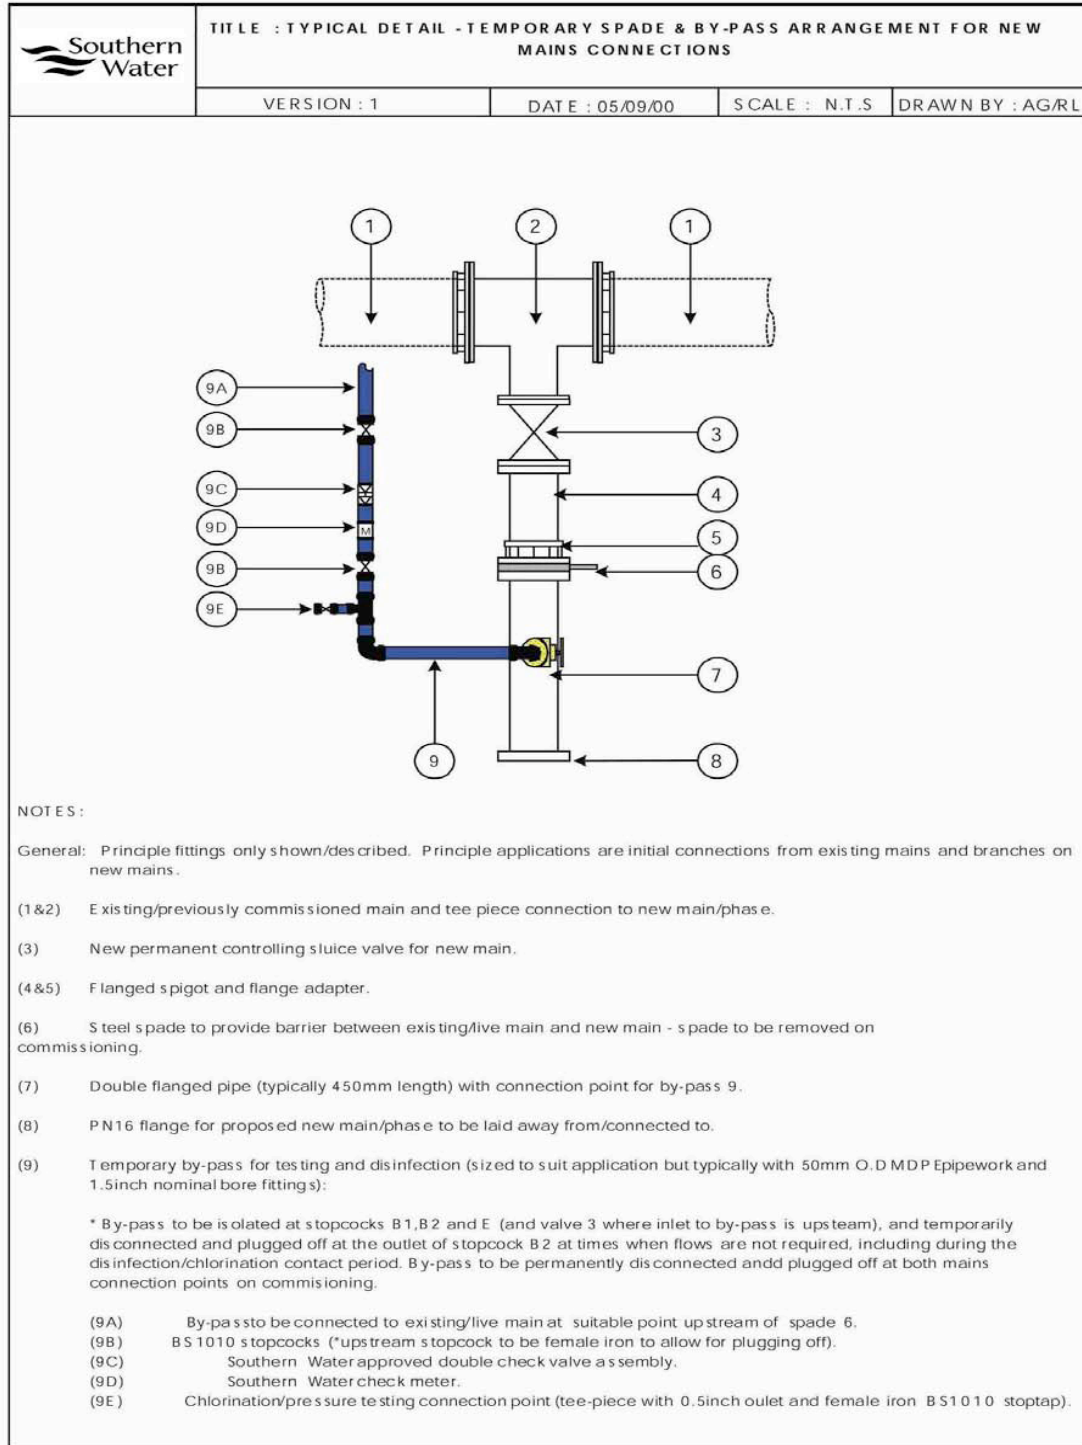 Southern
Water
TITLE : TYPICAL DETAIL - TEMPORARY SPADE & BY-PASS ARRANGEMENT FOR NEW
MAINS CONNECTIONS
VERSION : 1
DATE : 05/09/00
SCALE : N.T.S
DRAWN BY : AG/RL
1
2
1
9A
9B
3
9C
4
9D
5
9B
6
9E
7
9
8
M
NOTES:
General: Principle fittings only shown/described. Principle applications are initial connections from existing mains and branches on
new mains.
(1&2) Existing/previously commissioned main and tee piece connection to new main/phase.
(3) New permanent controlling sluice valve for new main.
(4&5) Flanged spigot and flange adapter.
(6) Steel spade to provide barrier between existing/live main and new main - spade to be removed on
commissioning.
(7) Double flanged pipe (typically 450mm length) with connection point for by-pass 9.
(8) PN16 flange for proposed new main/phase to be laid away from/connected to.
(9) Temporary by-pass for testing and disinfection (sized to suit application but typically with 50mm O.D MDPEpipework and
1.5inch nominal bore fittings):
* By-pass to be isolated at stopcocks B1,B2 and E (and valve 3 where inlet to by-pass is upsteam), and temporarily
disconnected and plugged off at the outlet of stopcock B2 at times when flows are not required, including during the
disinfection/chlorination contact period. By-pass to be permanently disconnected andd plugged off at both mains
connection points on commisioning.
(9A) By-passto be connected to existing/live main at suitable point upstream of spade 6.
(9B) BS1010 stopcocks (*upstream stopcock to be female iron to allow for plugging off).
(9C) Southern Water approved double check valve assembly.
(9D) Southern Water check meter.
(9E) Chlorination/pressure testing connection point (tee-piece with 0.5inch oulet and female iron BS1010 stoptap).